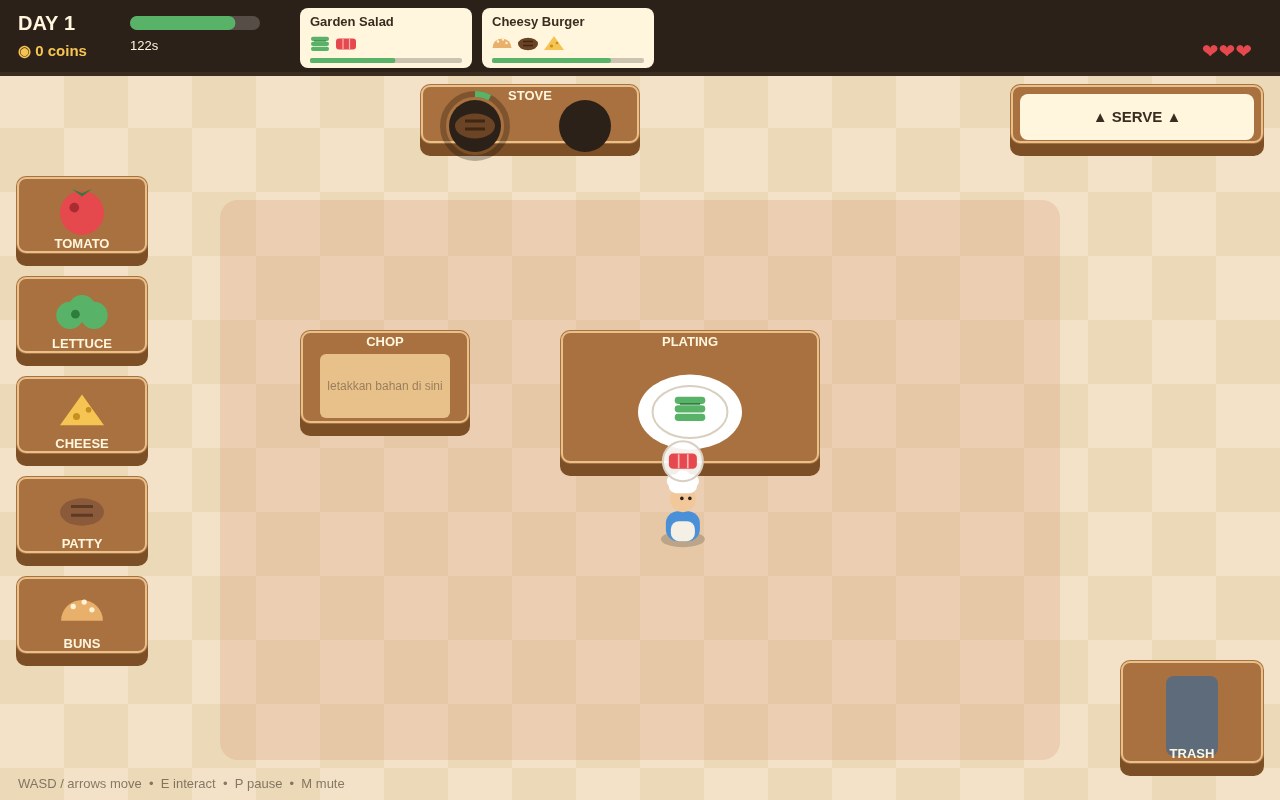 DAY 1
◉ 0 coins
122s
Garden Salad
Cheesy Burger
STOVE
▲ SERVE ▲
TOMATO
LETTUCE
CHEESE
PATTY
BUNS
CHOP
letakkan bahan di sini
PLATING
TRASH
WASD / arrows move • E interact • P pause • M mute